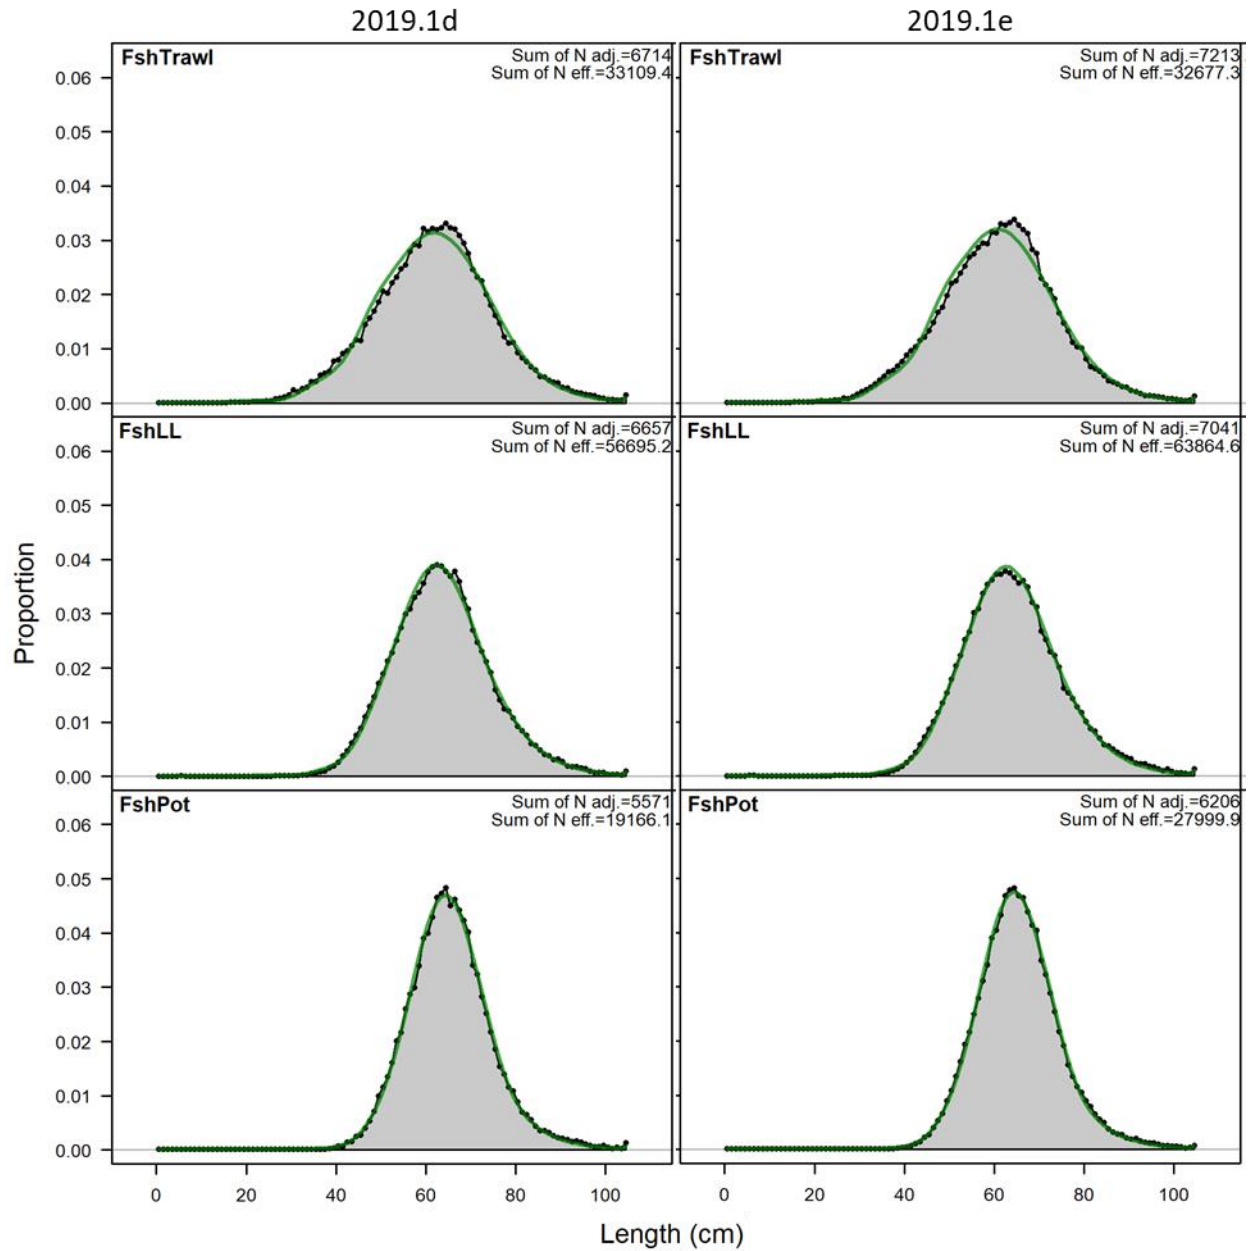 2019.1d 2019.1e
FshTrawl Sum of N adj.=6714 FshTrawl Sum of N adj.=7213
Sum of N eff.=33109.4 Sum of N eff.=32677.3
0.06
0.05
0.04
0.03
0.02
0.01
0.00
FshLL Sum of N adj.=6657 FshLL Sum of N adj.=7041
Sum of N eff.=56695.2 Sum of N eff.=63864.6
0.06
0.05
0.04
0.03
0.02
0.01
0.00
Proportion
FshPot Sum of N adj.=5571 FshPot Sum of N adj.=6206
Sum of N eff.=19166.1 Sum of N eff.=27999.9
0.06
0.05
0.04
0.03
0.02
0.01
0.00
0 20 40 60 80 100 0 20 40 60 80 100
Length (cm)